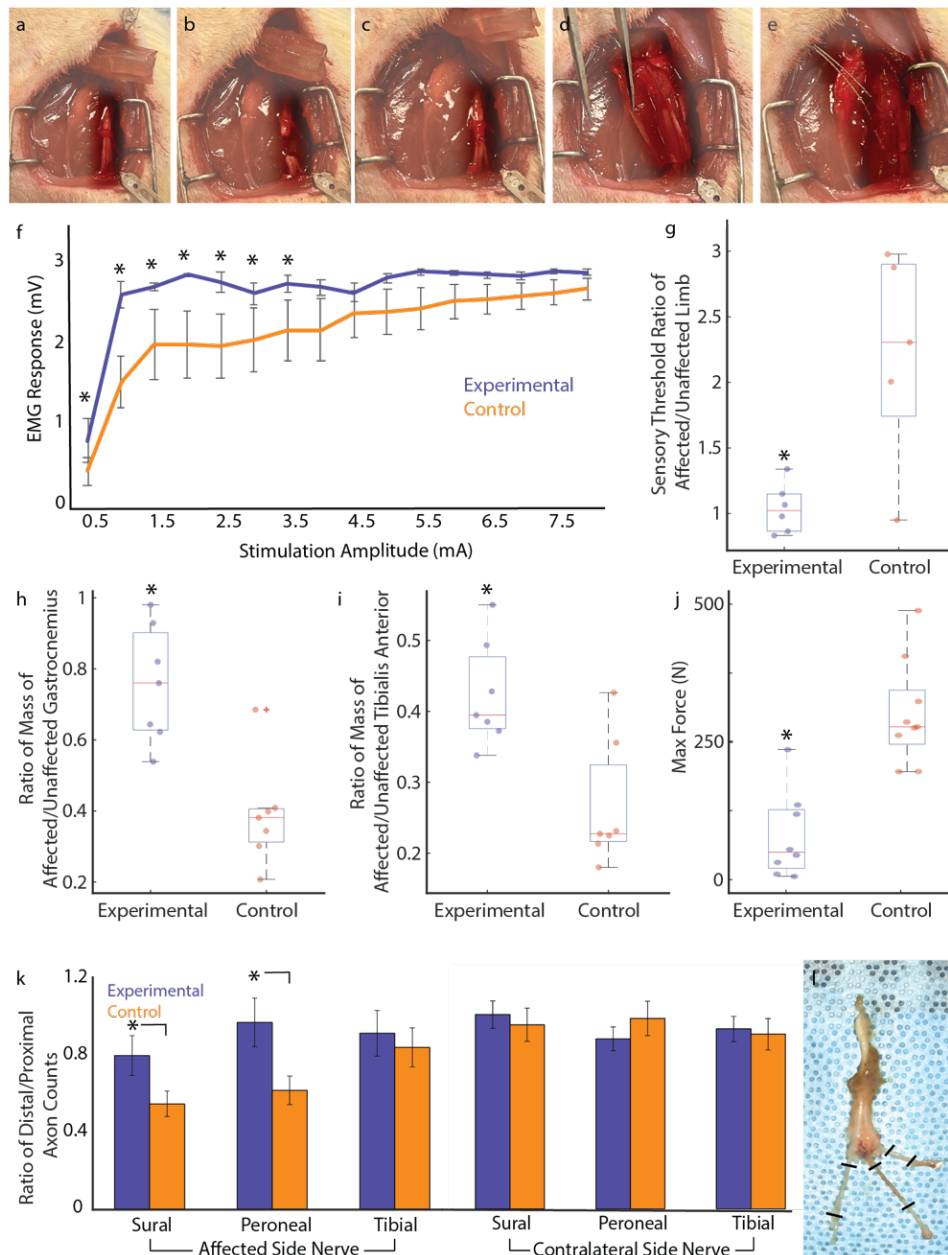 a b c d e
f
EMG Response (mV)
3
2
1
0
* * * * * * *
Experimental
Control
0.5 1.5 2.5 3.5 4.5 5.5 6.5 7.5
Stimulation Amplitude (mA)
g
Sensory Threshold Ratio of
Affected/Unaffected Limb
3
2.5
2
1.5
1
*
Experimental Control
h
Ratio of Mass of
Affected/Unaffected Gastrocnemius
1
0.8
0.6
0.4
0.2
*
Experimental Control
i
Ratio of Mass of
Affected/Unaffected Tibialis Anterior
0.5
0.4
0.3
0.2
*
Experimental Control
j
Max Force (N)
500
250
0
*
Experimental Control
k
Ratio of Distal/Proximal
Axon Counts
1.2
0.8
0.4
0
Experimental
Control
* *
Sural Peroneal Tibial Sural Peroneal Tibial
Affected Side Nerve Contralateral Side Nerve
l